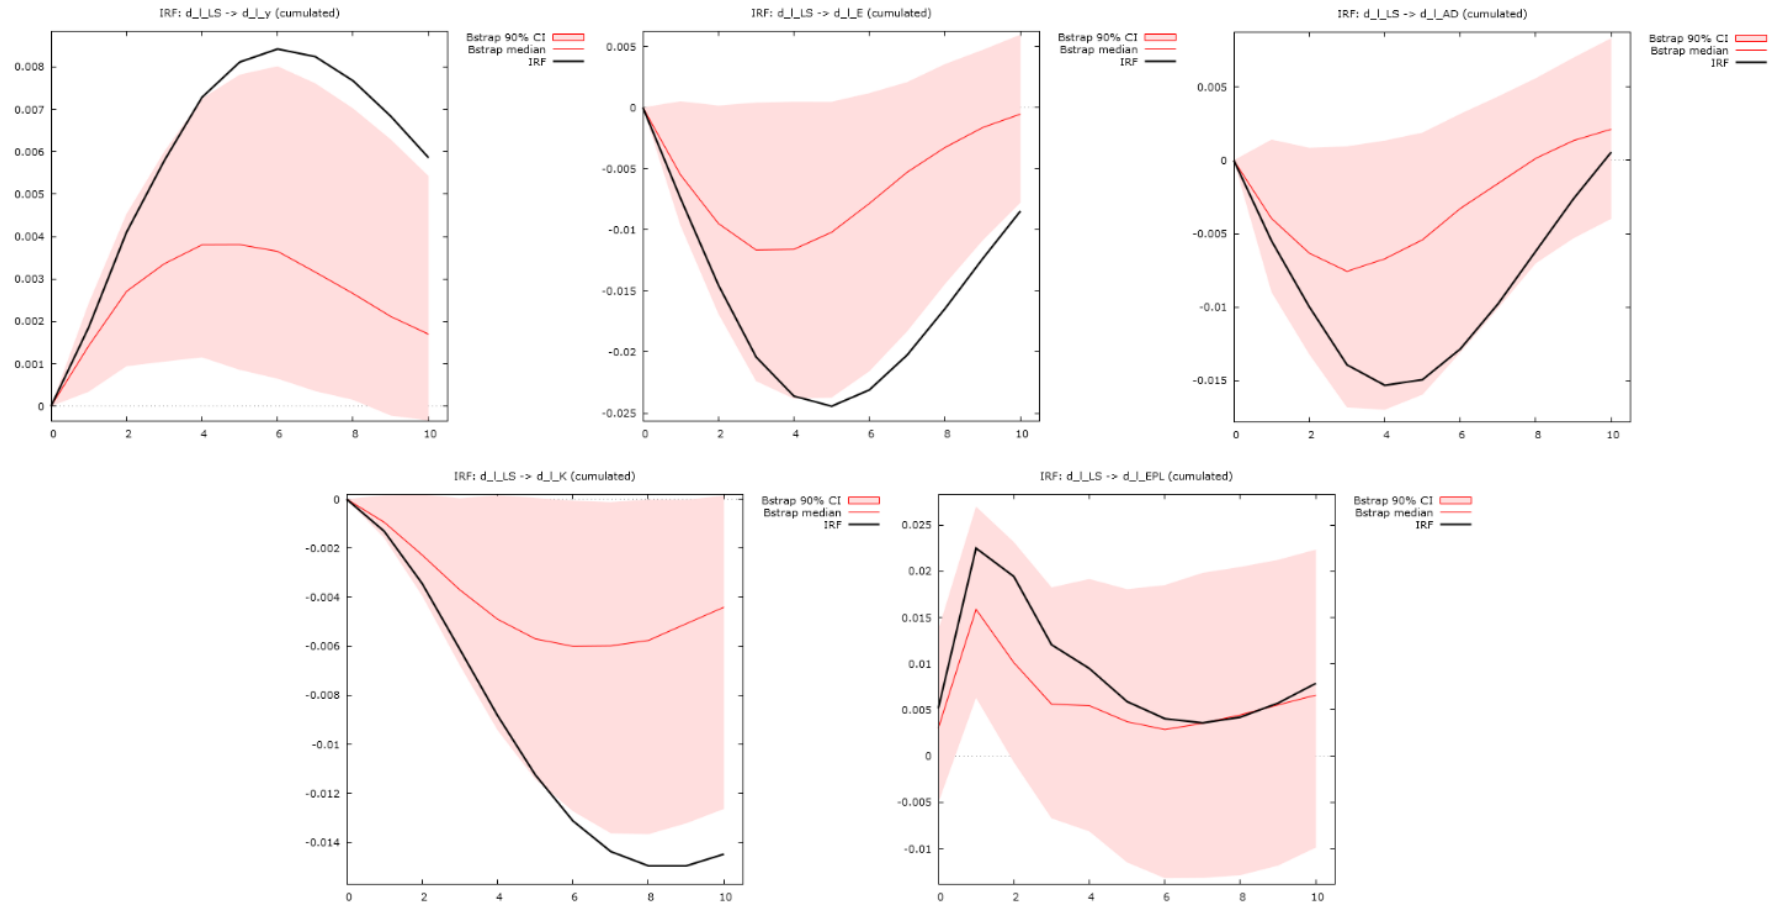 IRF: d_l_LS -> d_l_y (cumulated)
Bstrap 90% CI
Bstrap median
IRF
0.008
0.007
0.006
0.005
0.004
0.003
0.002
0.001
0
0 2 4 6 8 10
IRF: d_l_LS -> d_l_E (cumulated)
Bstrap 90% CI
Bstrap median
IRF
0.005
0
-0.005
-0.01
-0.015
-0.02
-0.025
0 2 4 6 8 10
IRF: d_l_LS -> d_l_AD (cumulated)
Bstrap 90% CI
Bstrap median
IRF
0.005
0
-0.005
-0.01
-0.015
0 2 4 6 8 10
IRF: d_l_LS -> d_l_K (cumulated)
Bstrap 90% CI
Bstrap median
IRF
0
-0.002
-0.004
-0.006
-0.008
-0.01
-0.012
-0.014
0 2 4 6 8 10
IRF: d_l_LS -> d_l_EPL (cumulated)
Bstrap 90% CI
Bstrap median
IRF
0.025
0.02
0.015
0.01
0.005
0
-0.005
-0.01
0 2 4 6 8 10